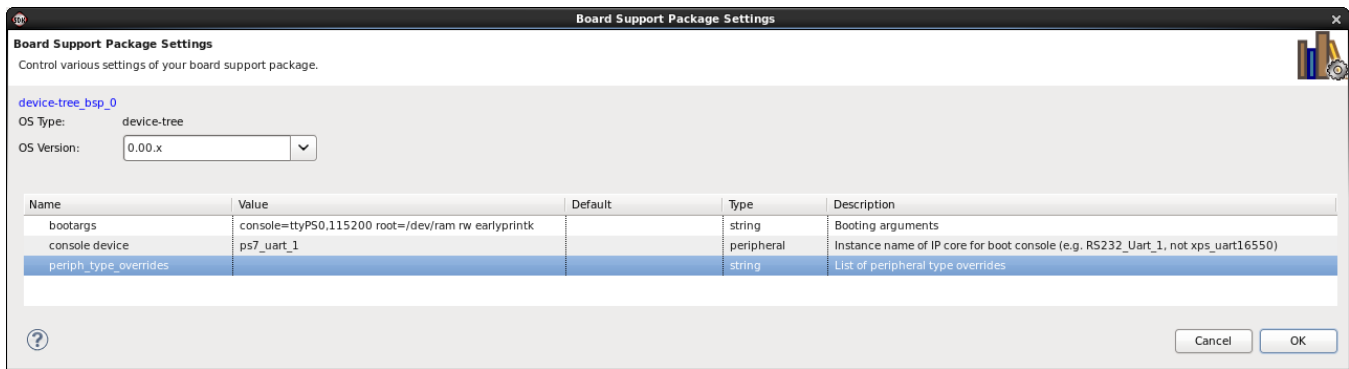 SDK Board Support Package Settings ×
Board Support Package Settings
Control various settings of your board support package.
device-tree_bsp_0
OS Type: device-tree
OS Version: 0.00.x
Name Value Default Type Description
bootargs console=ttyPS0,115200 root=/dev/ram rw earlyprintk string Booting arguments
console device ps7_uart_1 peripheral Instance name of IP core for boot console (e.g. RS232_Uart_1, not xps_uart16550)
periph_type_overrides string List of peripheral type overrides
?
Cancel OK